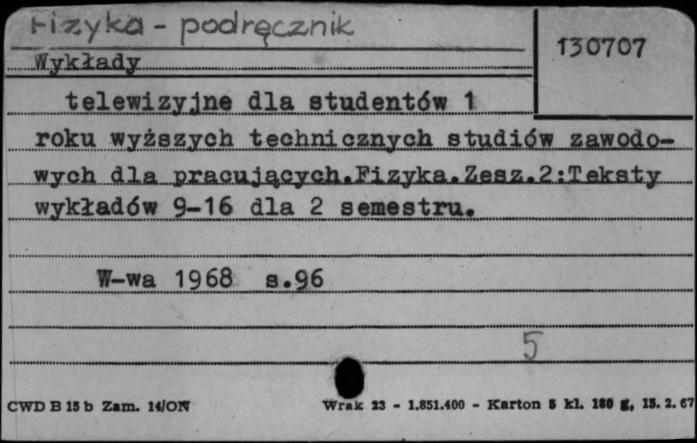 Fizyka - podręcznik
130707
Wykłady
telewizyjne dla studentów 1
roku wyższych technicznych studiów zawodo-
wych dla pracujących.Fizyka.Zesz.2:Teksty
wykładów 9-16 dla 2 semestru.
W-wa 1968 s.96
5
CWD B 15 b Zam. 14/ON Wrak 23 - 1.851.400 - Karton 5 kl. 180 g, 15. 2. 67